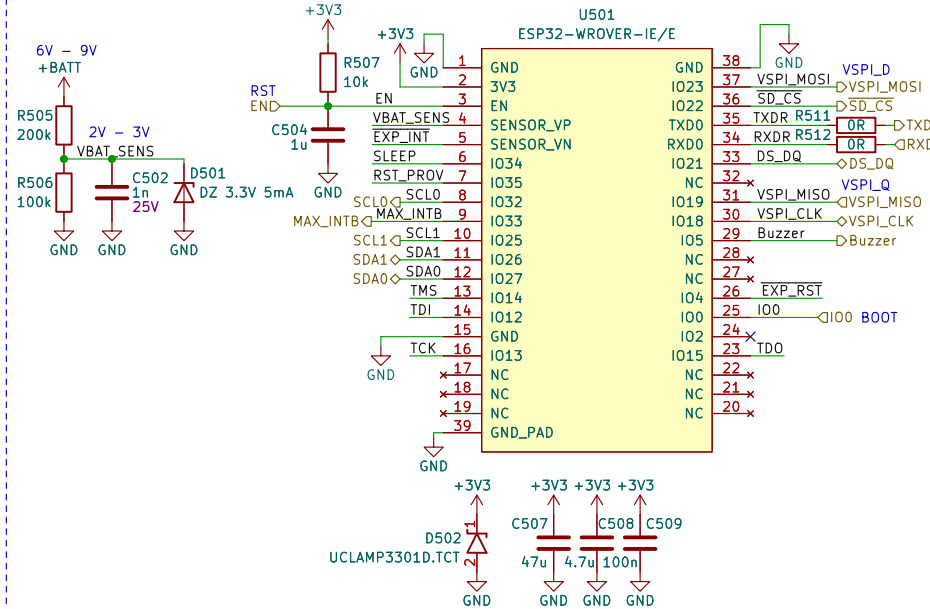 U501
ESP32-WROVER-IE/E
6V - 9V
+BATT
R505
200k
2V - 3V
VBAT_SENS
R506
100k
C502
1n
25V
D501
DZ 3.3V 5mA
GND
GND
GND
+3V3
R507
10k
RST
EN
EN
C504
1u
GND
+3V3
GND
1 GND
2 3V3
3 EN
VBAT_SENS 4 SENSOR_VP
EXP_INT 5 SENSOR_VN
SLEEP 6 IO34
RST_PROV 7 IO35
SCL0 SCL0 8 IO32
MAX_INTB MAX_INTB 9 IO33
SCL1 SCL1 10 IO25
SDA1 SDA1 11 IO26
SDA0 SDA0 12 IO27
TMS 13 IO14
TDI 14 IO12
15 GND
GND
TCK 16 IO13
17 NC
18 NC
19 NC
39 GND_PAD
GND
GND
GND 38
IO23 37 VSPI_MOSI VSPI_D VSPI_MOSI
IO22 36 SD_CS SD_CS
TXD0 35 TXDR R511 0R TXD
RXD0 34 RXDR R512 0R RXD
IO21 33 DS_DQ DS_DQ
NC 32
VSPI_Q
IO19 31 VSPI_MISO VSPI_MISO
IO18 30 VSPI_CLK VSPI_CLK
IO5 29 Buzzer Buzzer
NC 28
NC 27
IO4 26 EXP_RST
IO0 25 IO0 IO0 BOOT
IO2 24
IO15 23 TDO
NC 22
NC 21
NC 20
+3V3
1
D502
UCLAMP3301D.TCT
2
GND
+3V3
C507
47u
GND
+3V3
C508
4.7u
GND
+3V3
C509
100n
GND